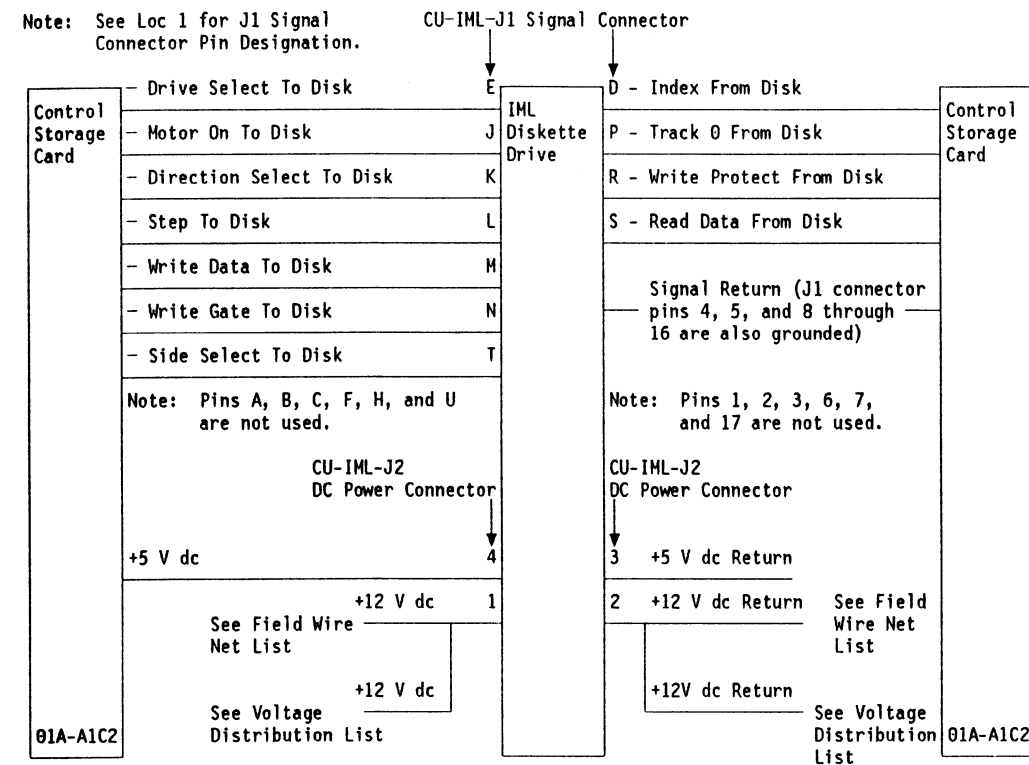 Note: See Loc 1 for J1 Signal
Connector Pin Designation.
CU-IML-J1 Signal Connector
Control
Storage
Card
- Drive Select To Disk E
- Motor On To Disk J
- Direction Select To Disk K
- Step To Disk L
- Write Data To Disk M
- Write Gate To Disk N
- Side Select To Disk T
Note: Pins A, B, C, F, H, and U
are not used.
CU-IML-J2
DC Power Connector
+5 V dc 4
+12 V dc 1
See Field Wire
Net List
+12 V dc
See Voltage
Distribution List
01A-A1C2
IML
Diskette
Drive
D - Index From Disk
P - Track 0 From Disk
R - Write Protect From Disk
S - Read Data From Disk
Signal Return (J1 connector
pins 4, 5, and 8 through
16 are also grounded)
Note: Pins 1, 2, 3, 6, 7,
and 17 are not used.
CU-IML-J2
DC Power Connector
3 +5 V dc Return
2 +12 V dc Return
See Field
Wire Net
List
+12V dc Return
See Voltage
Distribution
List
Control
Storage
Card
01A-A1C2